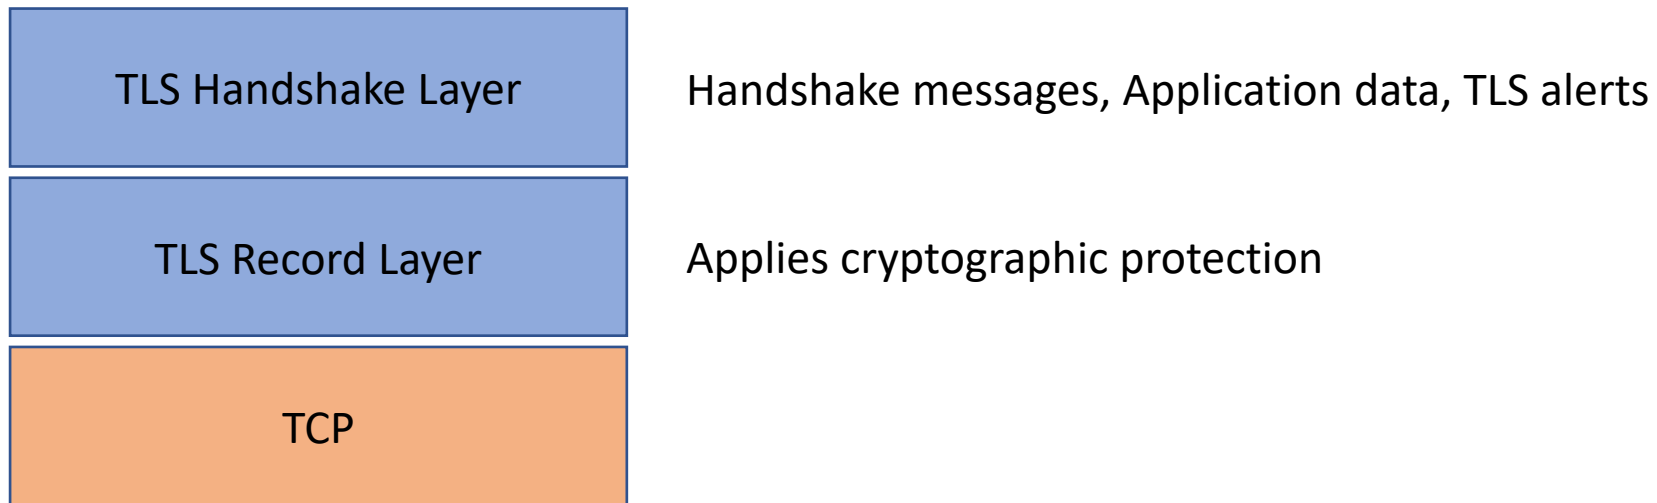 TLS Handshake Layer
Handshake messages, Application data, TLS alerts
TLS Record Layer
Applies cryptographic protection
TCP